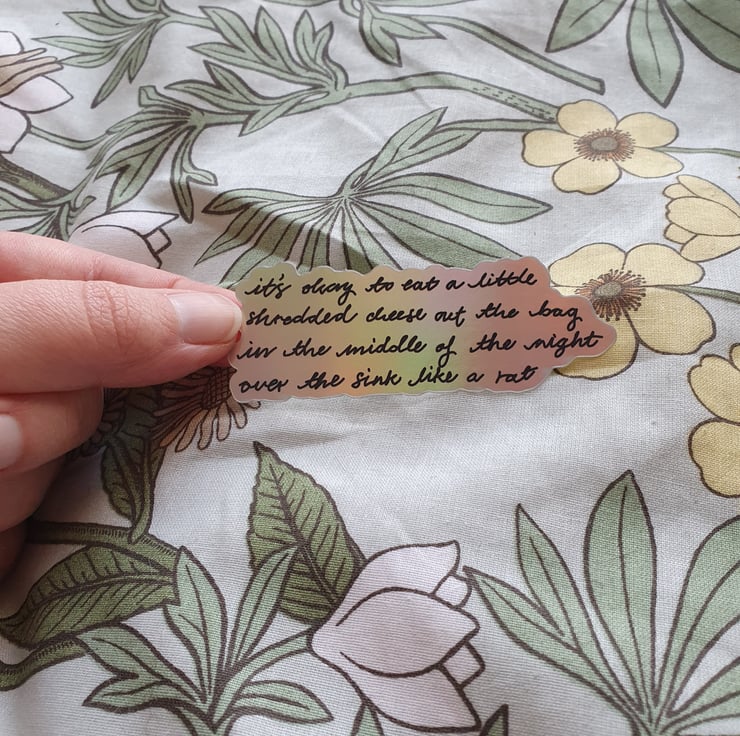 it's okay to eat a little
shredded cheese out the bag
in the middle of the night
over the sink like a rat